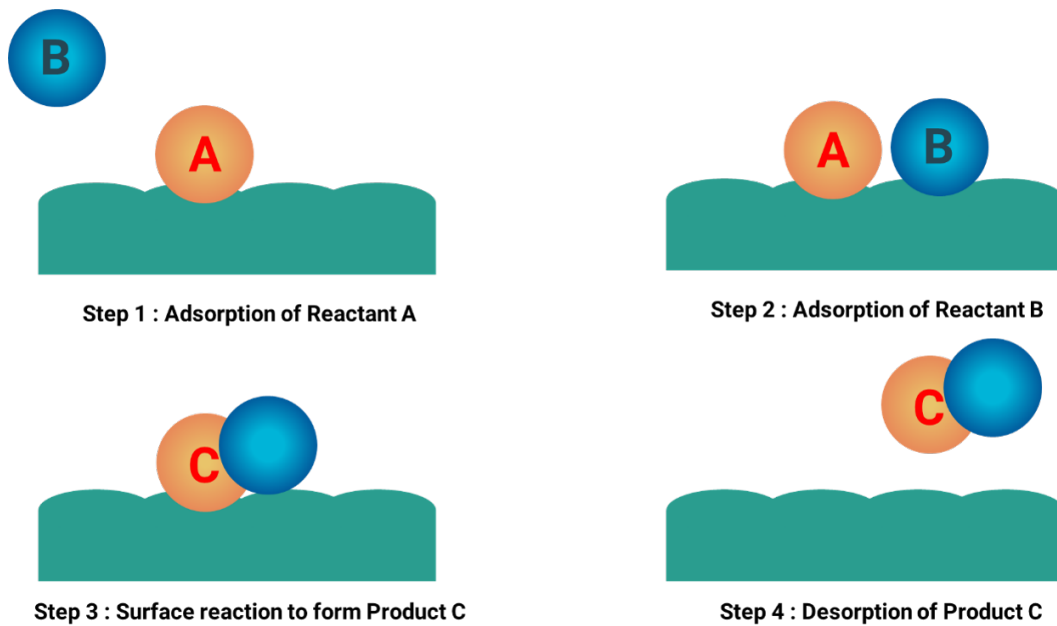 B
A
Step 1 : Adsorption of Reactant A
A
B
Step 2 : Adsorption of Reactant B
C
Step 3 : Surface reaction to form Product C
C
Step 4 : Desorption of Product C